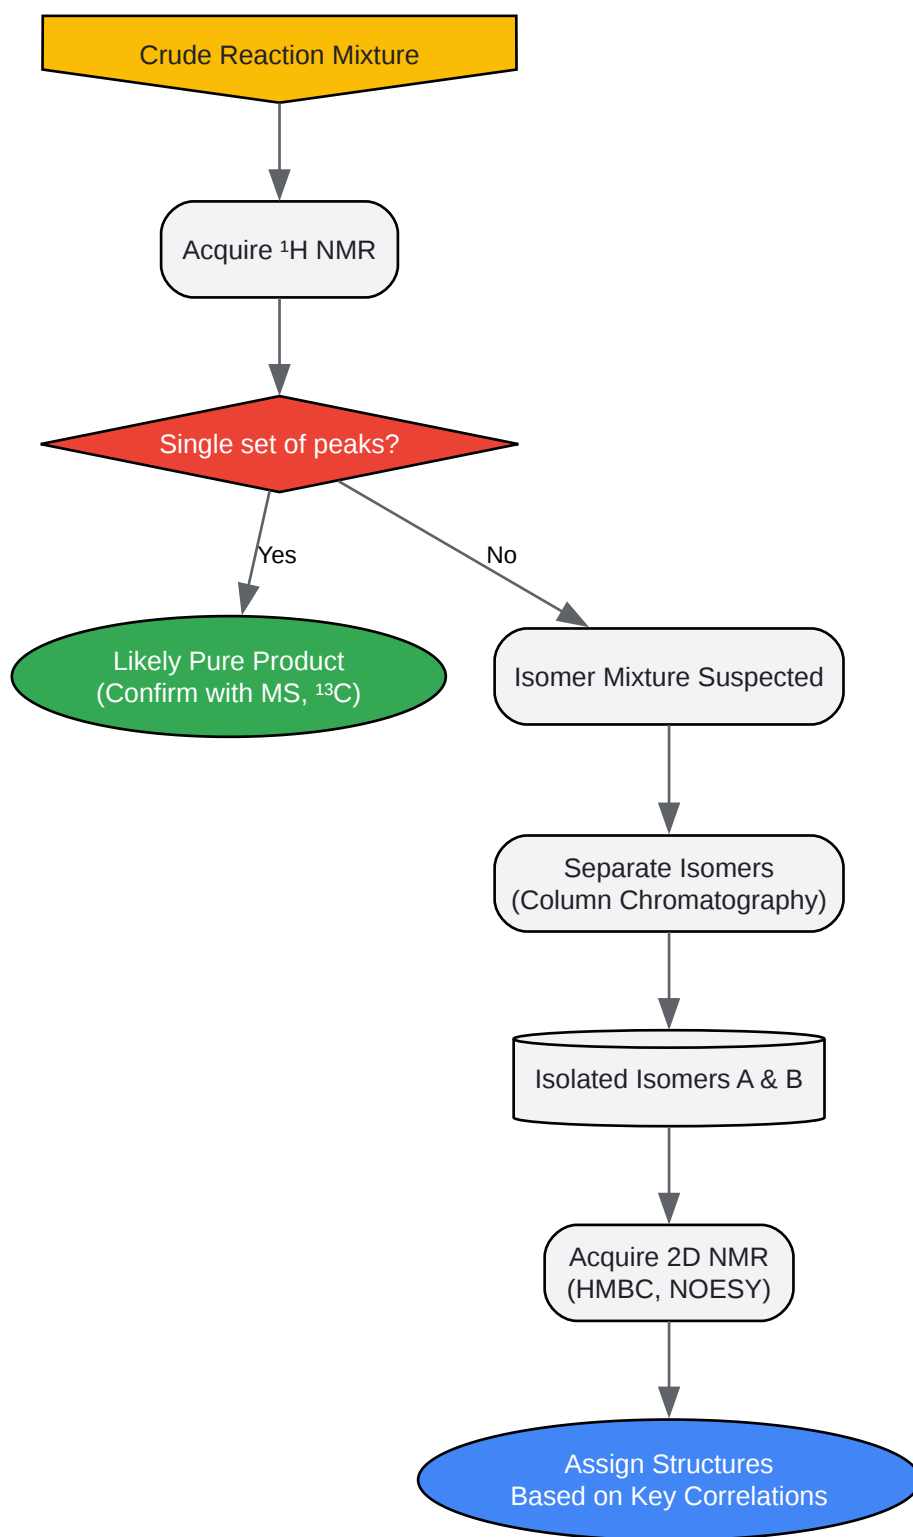 Crude Reaction Mixture
Acquire ¹H NMR
Single set of peaks?
Yes
No
Likely Pure Product
(Confirm with MS, ¹³C)
Isomer Mixture Suspected
Separate Isomers
(Column Chromatography)
Isolated Isomers A & B
Acquire 2D NMR
(HMBC, NOESY)
Assign Structures
Based on Key Correlations